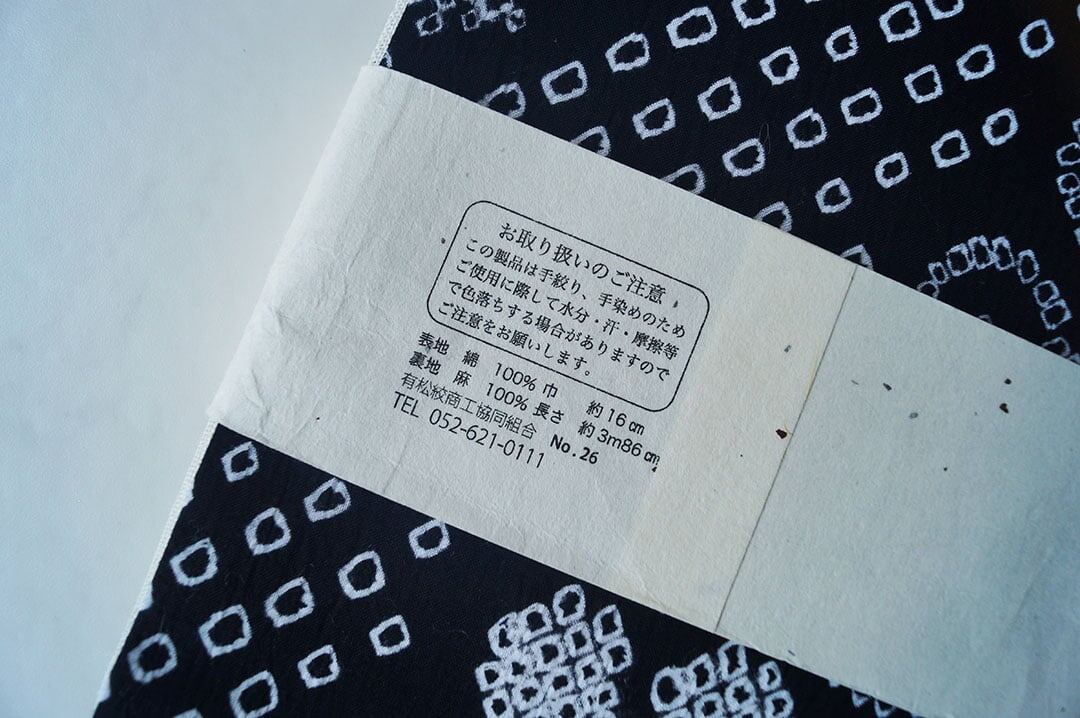 お取り扱いのご注意
この製品は手絞り、手染めのため
ご使用に際して水分・汗・摩擦等
で色落ちする場合がありますので
ご注意をお願いします。
表地 綿 100% 巾 約16㎝
裏地 麻 100% 長さ 約3m86㎝
有松絞商工協同組合 No.26
TEL 052-621-0111